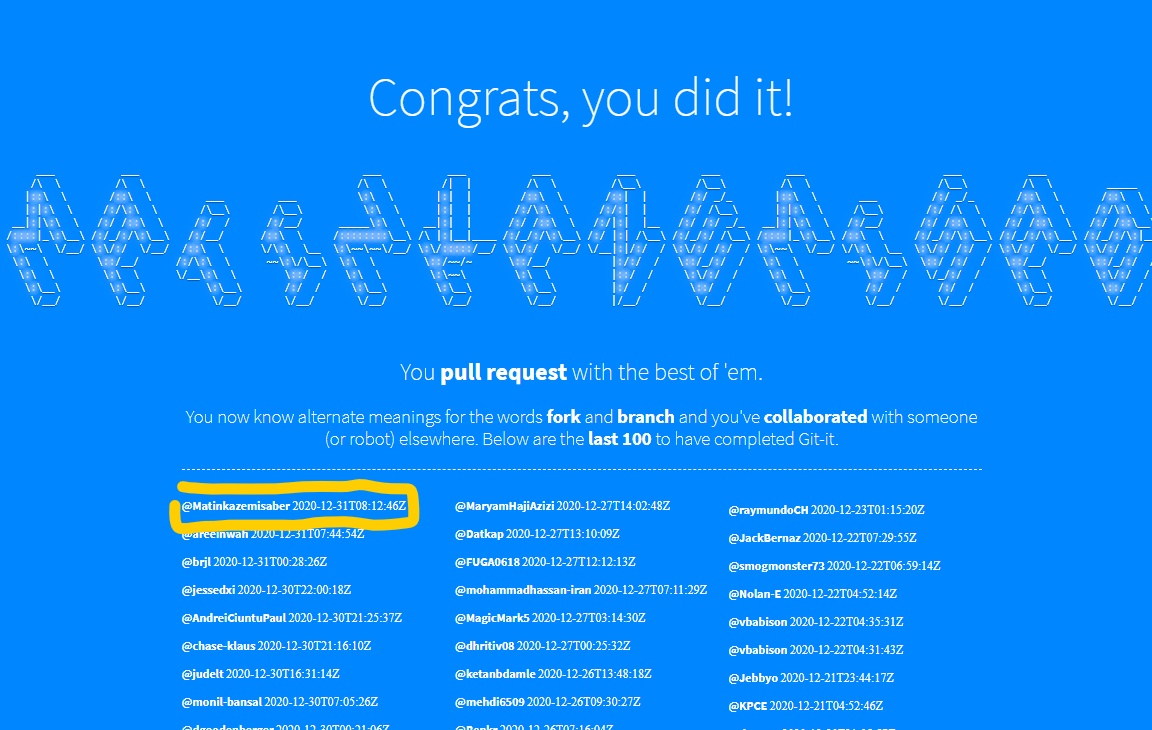 Congrats, you did it!
You pull request with the best of 'em.
You now know alternate meanings for the words fork and branch and you've collaborated with someone
(or robot) elsewhere. Below are the last 100 to have completed Git-it.
@Matinkazemisaber 2020-12-31T08:12:46Z
@areeinwah 2020-12-31T07:44:54Z
@brjl 2020-12-31T00:28:26Z
@jessedxi 2020-12-30T22:00:18Z
@AndreiCiuntuPaul 2020-12-30T21:25:37Z
@chase-klaus 2020-12-30T21:16:10Z
@judelt 2020-12-30T16:31:14Z
@monil-bansal 2020-12-30T07:05:26Z
@MaryamHajiAzizi 2020-12-27T14:02:48Z
@Datkap 2020-12-27T13:10:09Z
@FUGA0618 2020-12-27T12:12:13Z
@mohammadhassan-iran 2020-12-27T07:11:29Z
@MagicMark5 2020-12-27T03:14:30Z
@dhritiv08 2020-12-27T00:25:32Z
@ketanbdamle 2020-12-26T13:48:18Z
@mehdi6509 2020-12-26T09:30:27Z
@raymundoCH 2020-12-23T01:15:20Z
@JackBernaz 2020-12-22T07:29:55Z
@smogmonster73 2020-12-22T06:59:14Z
@Nolan-E 2020-12-22T04:52:14Z
@vbabison 2020-12-22T04:35:31Z
@vbabison 2020-12-22T04:31:43Z
@Jebbyo 2020-12-21T23:44:17Z
@KPCE 2020-12-21T04:52:46Z